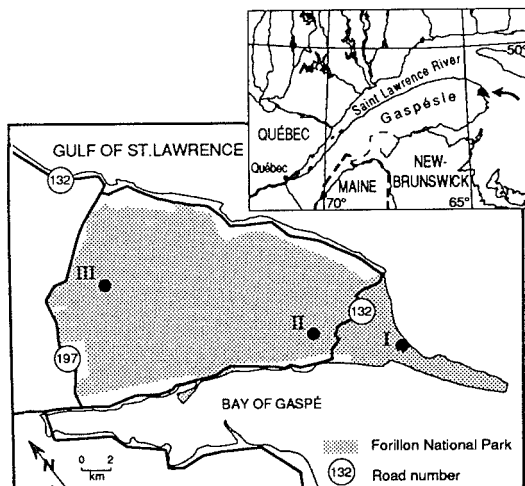 50°
Saint Lawrence River
Gaspésie
QUÉBEC
Québec
MAINE
NEW-
BRUNSWICK
70°
65°
GULF OF ST. LAWRENCE
132
III
II
132
I
197
BAY OF GASPÉ
N
0 2
km
Forillon National Park
132 Road number